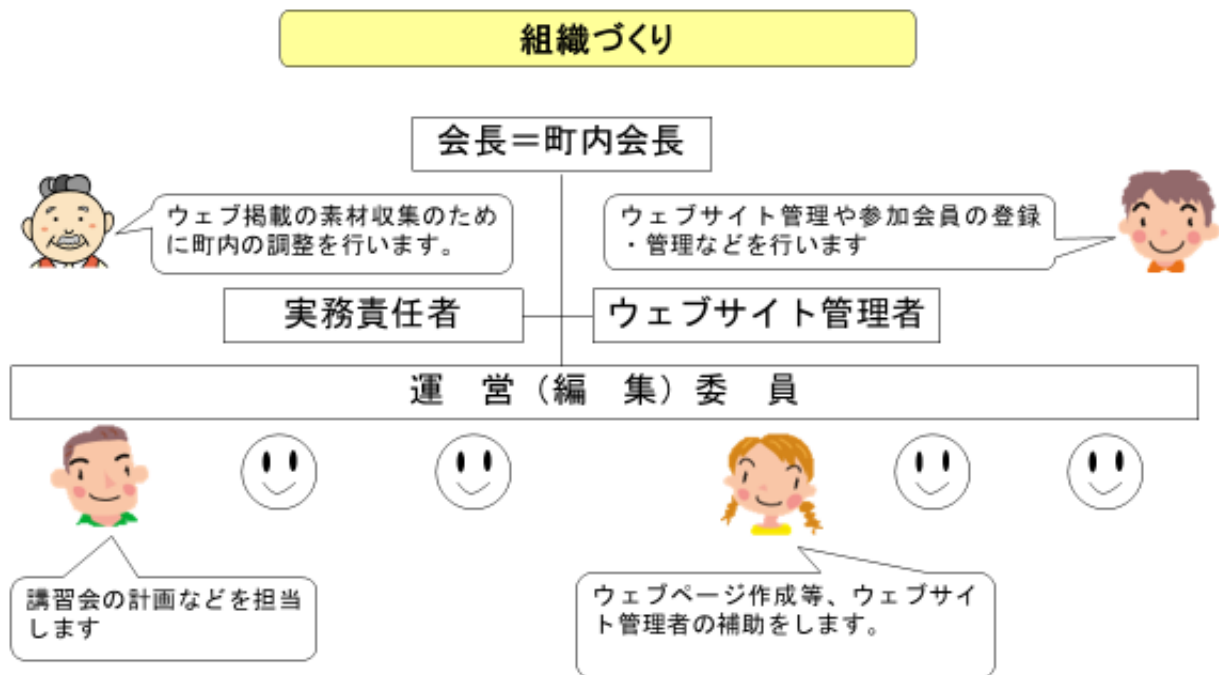 組織づくり
会長＝町内会長
ウェブ掲載の素材収集のため
に町内の調整を行います。
ウェブサイト管理や参加会員の登録
・管理などを行います
実務責任者
ウェブサイト管理者
運　営（編　集）委　員
講習会の計画などを担当
します
ウェブページ作成等、ウェブサイ
ト管理者の補助をします。